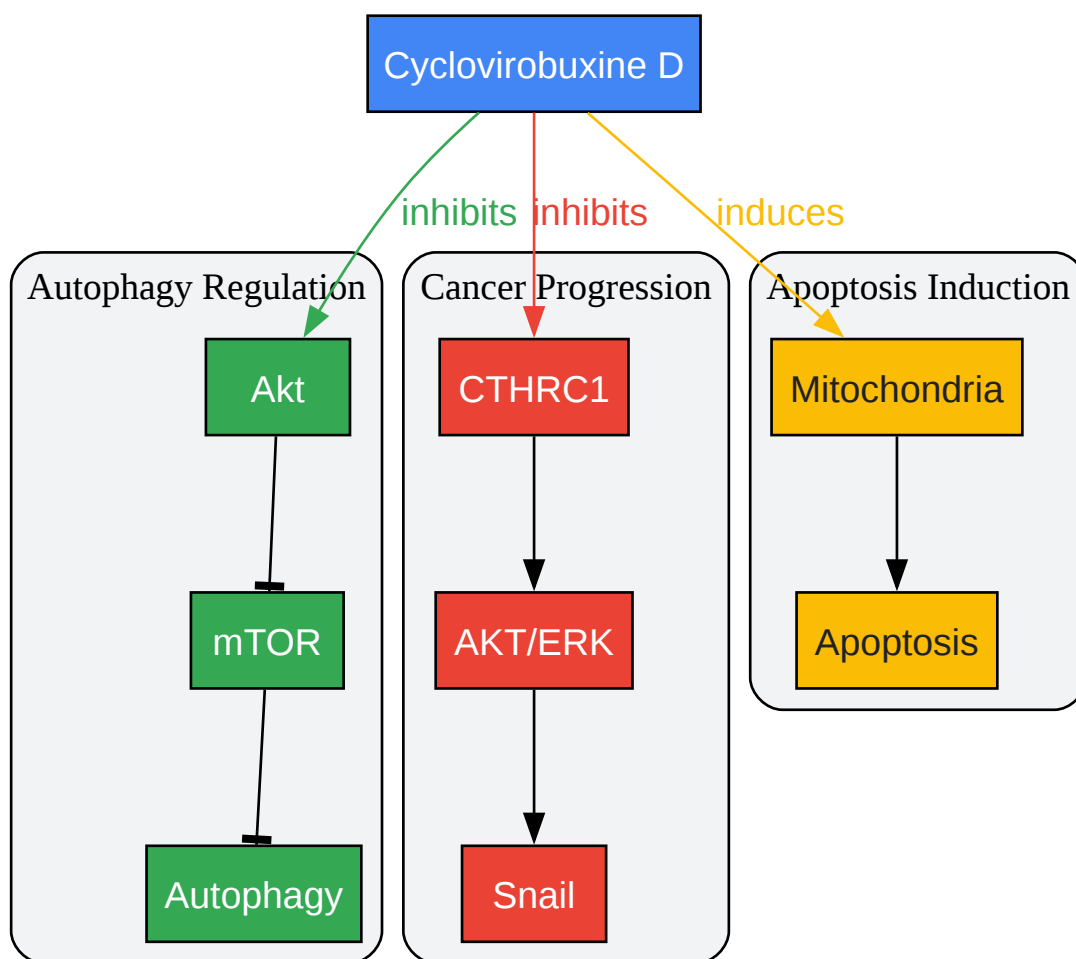 Cyclovirobuxine D
inhibits
inhibits
induces
Autophagy Regulation
Cancer Progression
Apoptosis Induction
Akt
CTHRC1
Mitochondria
mTOR
AKT/ERK
Apoptosis
Autophagy
Snail